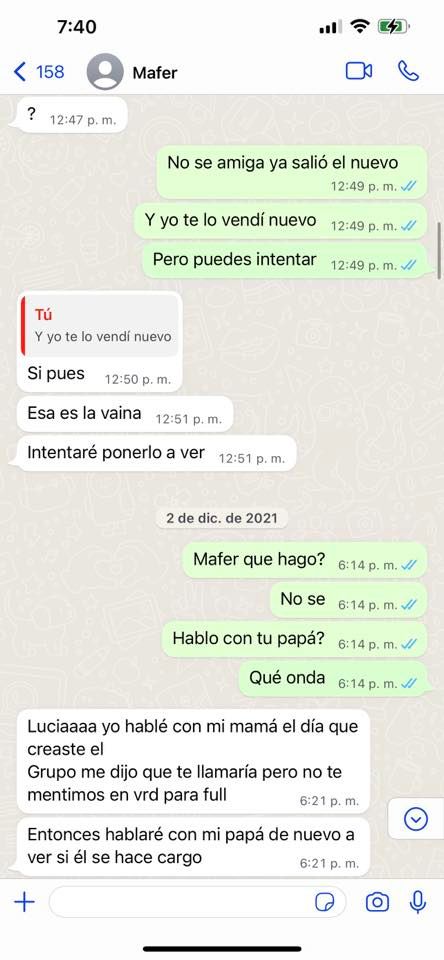 7:40
158
Mafer
? 12:47 p. m.
No se amiga ya salió el nuevo
12:49 p. m.
Y yo te lo vendí nuevo 12:49 p. m.
Pero puedes intentar 12:49 p. m.
Tú
Y yo te lo vendí nuevo
Si pues 12:50 p. m.
Esa es la vaina 12:51 p. m.
Intentaré ponerlo a ver 12:51 p. m.
2 de dic. de 2021
Mafer que hago? 6:14 p. m.
No se 6:14 p. m.
Hablo con tu papá? 6:14 p. m.
Qué onda 6:14 p. m.
Luciaaaa yo hablé con mi mamá el día que
creaste el
Grupo me dijo que te llamaría pero no te
mentimos en vrd para full
6:21 p. m.
Entonces hablaré con mi papá de nuevo a
ver si él se hace cargo
6:21 p. m.